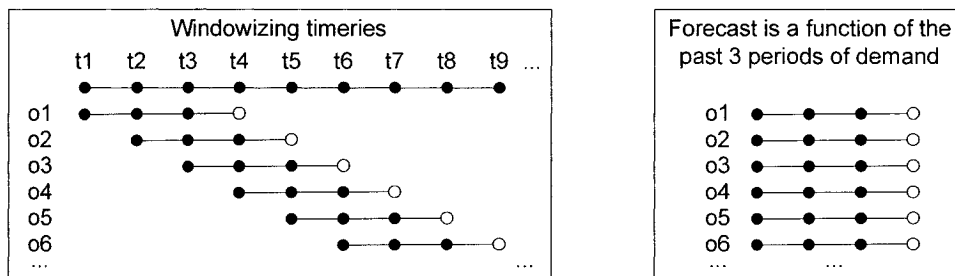 Windowizing timeries
t1 t2 t3 t4 t5 t6 t7 t8 t9 ...
o1
o2
o3
o4
o5
o6
... ...
Forecast is a function of the
past 3 periods of demand
o1
o2
o3
o4
o5
o6
... ...